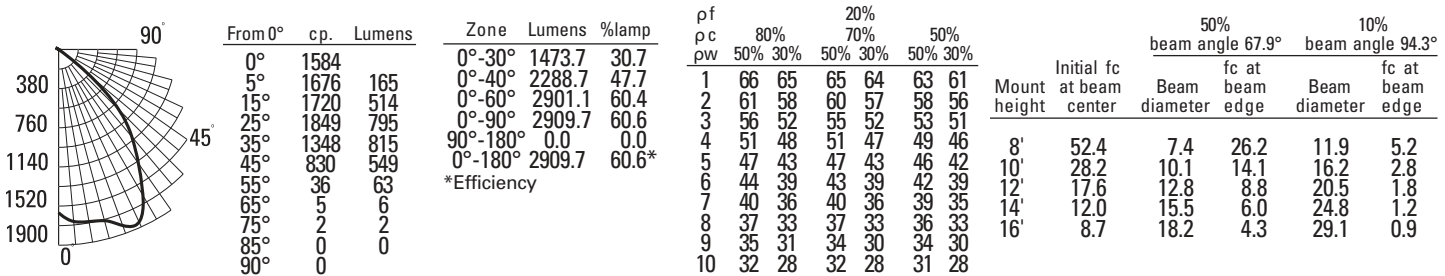 90°
45°
380
760
1140
1520
1900
0°
From 0° cp. Lumens
0° 1584
5° 1676 165
15° 1720 514
25° 1849 795
35° 1348 815
45° 830 549
55° 36 63
65° 5 6
75° 2 2
85° 0 0
90° 0
Zone Lumens %lamp
0°-30° 1473.7 30.7
0°-40° 2288.7 47.7
0°-60° 2901.1 60.4
0°-90° 2909.7 60.6
90°-180° 0.0 0.0
0°-180° 2909.7 60.6*
*Efficiency
ρf 20%
ρc 80% 70% 50%
ρw 50% 30% 50% 30% 50% 30%
1 66 65 65 64 63 61
2 61 58 60 57 58 56
3 56 52 55 52 53 51
4 51 48 51 47 49 46
5 47 43 47 43 46 42
6 44 39 43 39 42 39
7 40 36 40 36 39 35
8 37 33 37 33 36 33
9 35 31 34 30 34 30
10 32 28 32 28 31 28
50% 10%
beam angle 67.9° beam angle 94.3°
Initial fc fc at fc at
Mount at beam Beam beam Beam beam
height center diameter edge diameter edge
8' 52.4 7.4 26.2 11.9 5.2
10' 28.2 10.1 14.1 16.2 2.8
12' 17.6 12.8 8.8 20.5 1.8
14' 12.0 15.5 6.0 24.8 1.2
16' 8.7 18.2 4.3 29.1 0.9